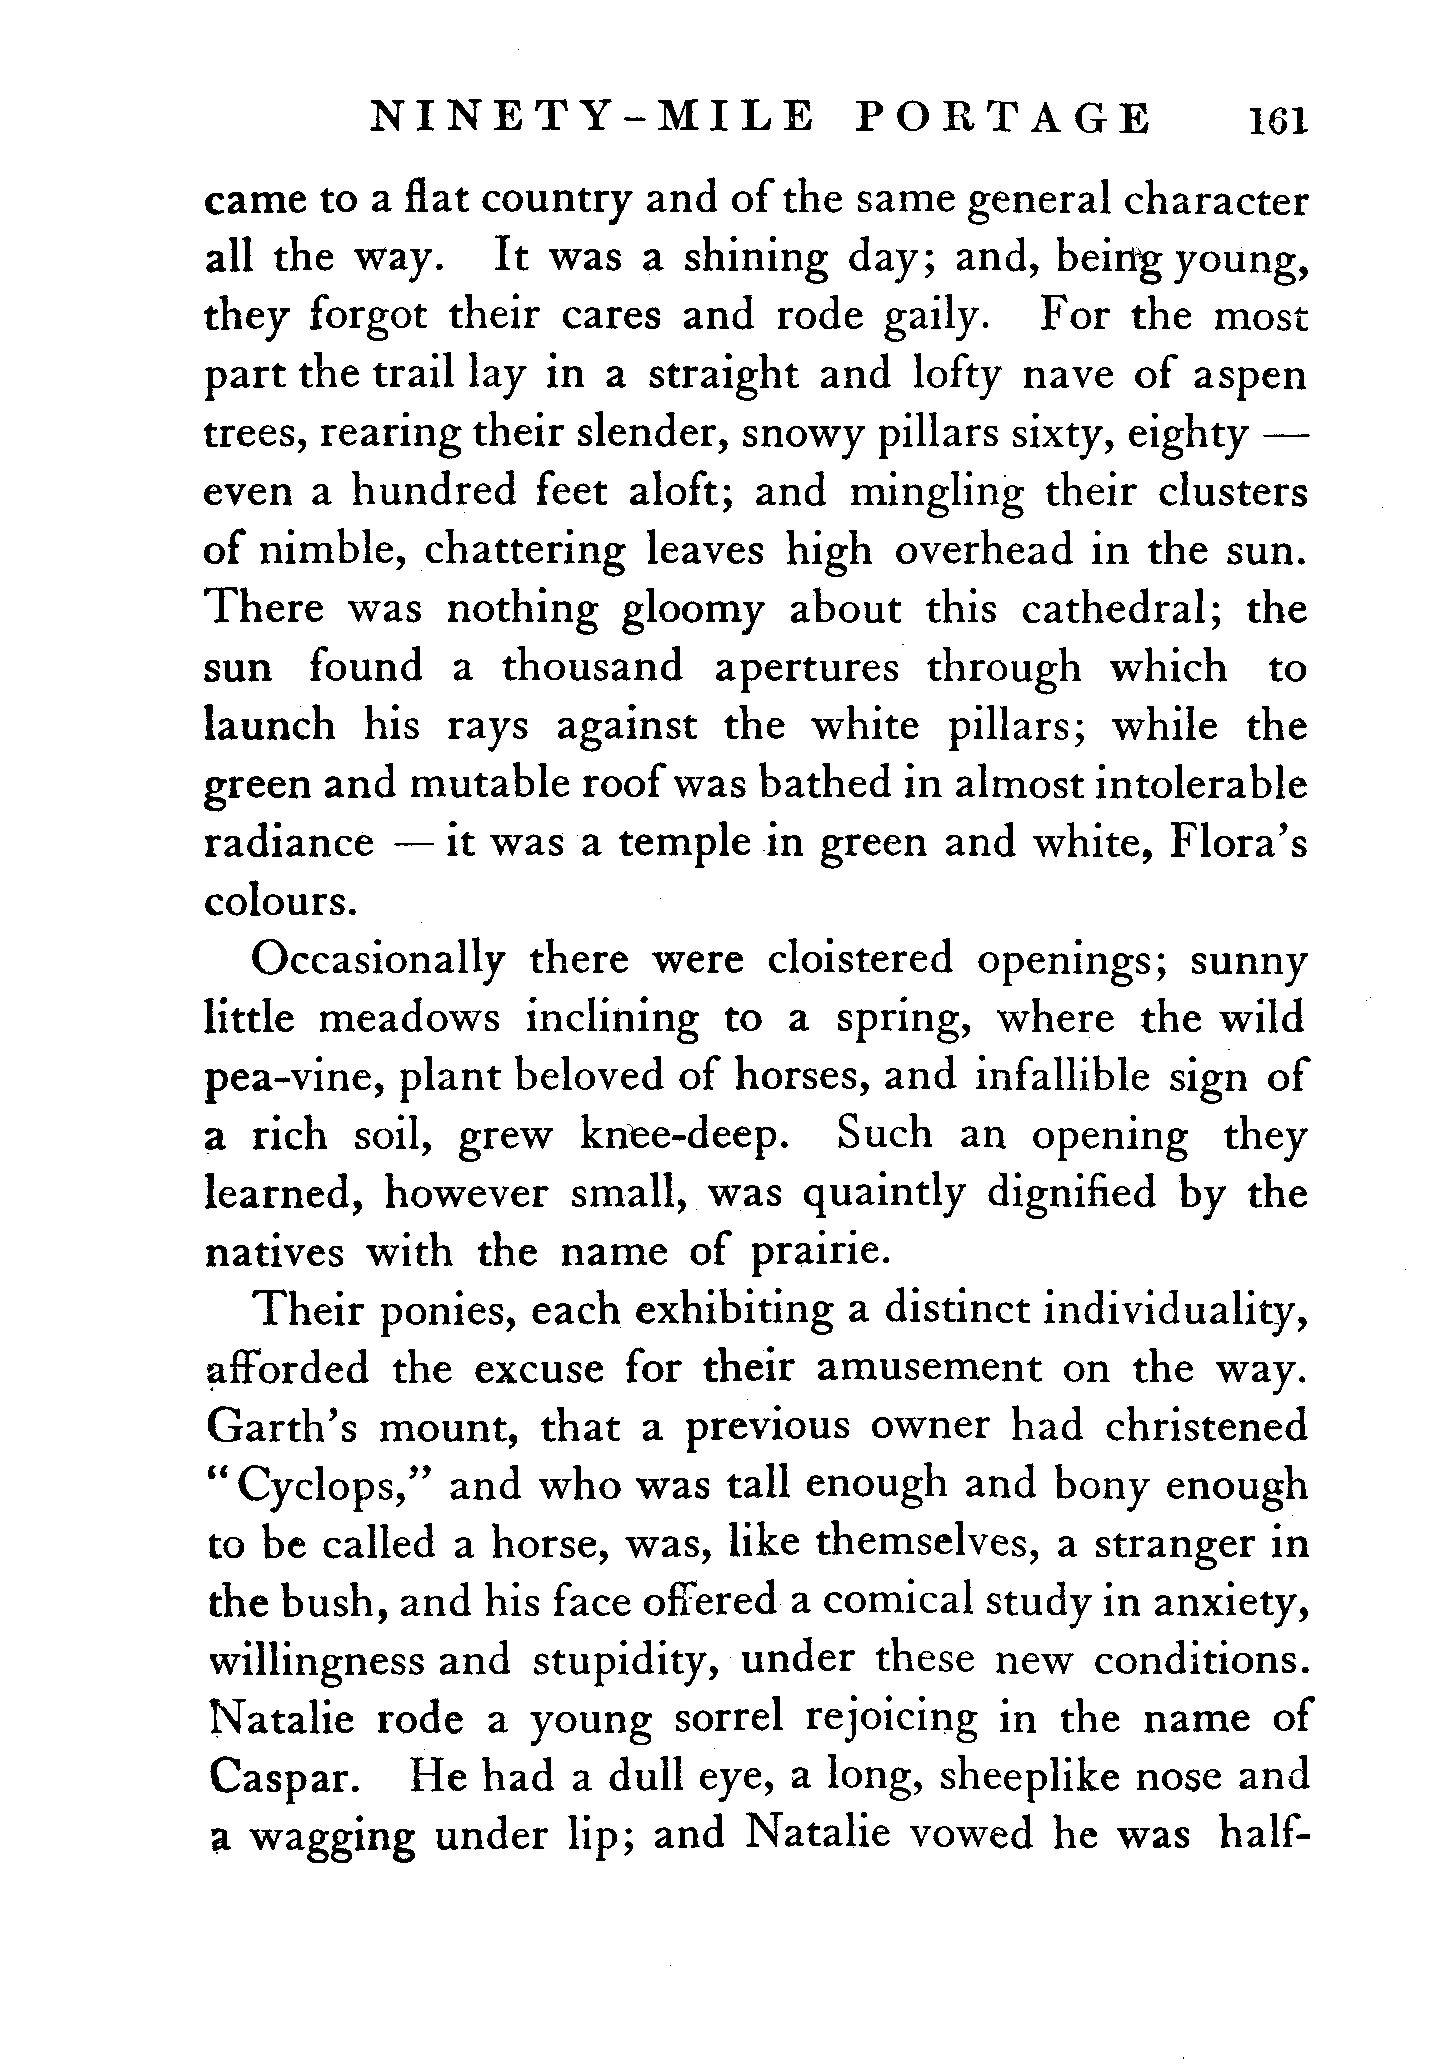 NINETY-MILE PORTAGE 161
came to a flat country and of the same general character
all the way. It was a shining day; and, being young,
they forgot their cares and rode gaily. For the most
part the trail lay in a straight and lofty nave of aspen
trees, rearing their slender, snowy pillars sixty, eighty —
even a hundred feet aloft; and mingling their clusters
of nimble, chattering leaves high overhead in the sun.
There was nothing gloomy about this cathedral; the
sun found a thousand apertures through which to
launch his rays against the white pillars; while the
green and mutable roof was bathed in almost intolerable
radiance — it was a temple in green and white, Flora's
colours.
Occasionally there were cloistered openings; sunny
little meadows inclining to a spring, where the wild
pea-vine, plant beloved of horses, and infallible sign of
a rich soil, grew knee-deep. Such an opening they
learned, however small, was quaintly dignified by the
natives with the name of prairie.
Their ponies, each exhibiting a distinct individuality,
afforded the excuse for their amusement on the way.
Garth's mount, that a previous owner had christened
"Cyclops," and who was tall enough and bony enough
to be called a horse, was, like themselves, a stranger in
the bush, and his face offered a comical study in anxiety,
willingness and stupidity, under these new conditions.
Natalie rode a young sorrel rejoicing in the name of
Caspar. He had a dull eye, a long, sheeplike nose and
a wagging under lip; and Natalie vowed he was half-